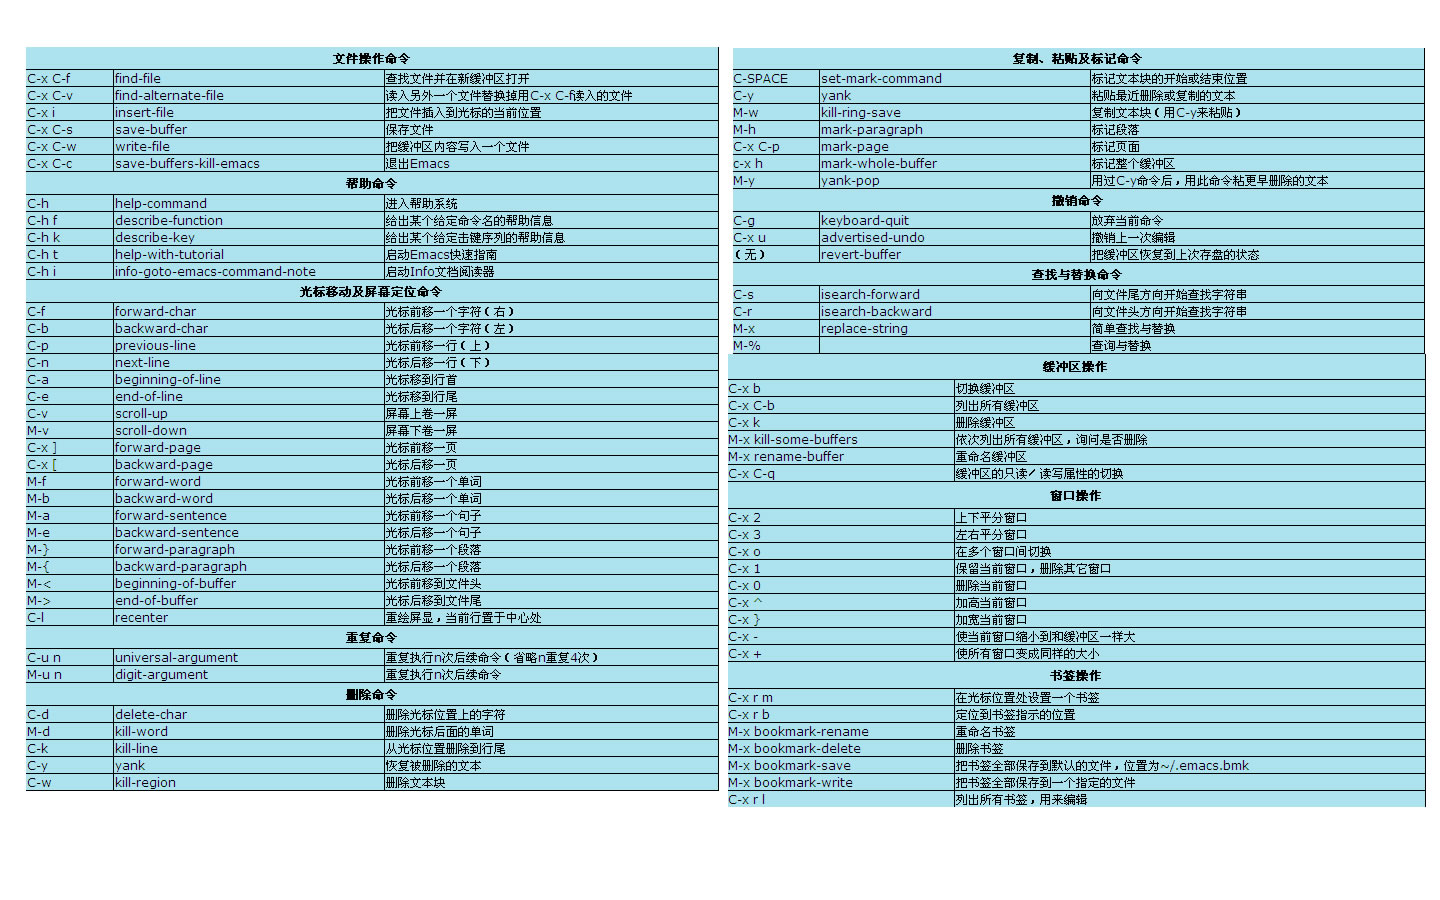 文件操作命令
C-x C-f find-file 查找文件并在新缓冲区打开
C-x C-v find-alternate-file 读入另外一个文件替换掉用C-x C-f读入的文件
C-x i insert-file 把文件插入到光标的当前位置
C-x C-s save-buffer 保存文件
C-x C-w write-file 把缓冲区内容写入一个文件
C-x C-c save-buffers-kill-emacs 退出Emacs
帮助命令
C-h help-command 进入帮助系统
C-h f describe-function 给出某个给定命令名的帮助信息
C-h k describe-key 给出某个给定击键序列的帮助信息
C-h t help-with-tutorial 启动Emacs快速指南
C-h i info-goto-emacs-command-note 启动Info文档阅读器
光标移动及屏幕定位命令
C-f forward-char 光标前移一个字符（右）
C-b backward-char 光标后移一个字符（左）
C-p previous-line 光标前移一行（上）
C-n next-line 光标后移一行（下）
C-a beginning-of-line 光标移到行首
C-e end-of-line 光标移到行尾
C-v scroll-up 屏幕上卷一屏
M-v scroll-down 屏幕下卷一屏
C-x ] forward-page 光标前移一页
C-x [ backward-page 光标后移一页
M-f forward-word 光标前移一个单词
M-b backward-word 光标后移一个单词
M-a forward-sentence 光标前移一个句子
M-e backward-sentence 光标后移一个句子
M-} forward-paragraph 光标前移一个段落
M-{ backward-paragraph 光标后移一个段落
M-< beginning-of-buffer 光标前移到文件头
M-> end-of-buffer 光标后移到文件尾
C-l recenter 重绘屏显，当前行置于中心处
重复命令
C-u n universal-argument 重复执行n次后续命令（省略n重复4次）
M-u n digit-argument 重复执行n次后续命令
删除命令
C-d delete-char 删除光标位置上的字符
M-d kill-word 删除光标后面的单词
C-k kill-line 从光标位置删除到行尾
C-y yank 恢复被删除的文本
C-w kill-region 删除文本块
复制、粘贴及标记命令
C-SPACE set-mark-command 标记文本块的开始或结束位置
C-y yank 粘贴最近删除或复制的文本
M-w kill-ring-save 复制文本块（用C-y来粘贴）
M-h mark-paragraph 标记段落
C-x C-p mark-page 标记页面
c-x h mark-whole-buffer 标记整个缓冲区
M-y yank-pop 用过C-y命令后，用此命令粘更早删除的文本
撤销命令
C-g keyboard-quit 放弃当前命令
C-x u advertised-undo 撤销上一次编辑
（无） revert-buffer 把缓冲区恢复到上次存盘的状态
查找与替换命令
C-s isearch-forward 向文件尾方向开始查找字符串
C-r isearch-backward 向文件头方向开始查找字符串
M-x replace-string 简单查找与替换
M-% 查询与替换
缓冲区操作
C-x b 切换缓冲区
C-x C-b 列出所有缓冲区
C-x k 删除缓冲区
M-x kill-some-buffers 依次列出所有缓冲区，询问是否删除
M-x rename-buffer 重命名缓冲区
C-x C-q 缓冲区的只读／读写属性的切换
窗口操作
C-x 2 上下平分窗口
C-x 3 左右平分窗口
C-x o 在多个窗口间切换
C-x 1 保留当前窗口，删除其它窗口
C-x 0 删除当前窗口
C-x ^ 加高当前窗口
C-x } 加宽当前窗口
C-x - 使当前窗口缩小到和缓冲区一样大
C-x + 使所有窗口变成同样的大小
书签操作
C-x r m 在光标位置处设置一个书签
C-x r b 定位到书签指示的位置
M-x bookmark-rename 重命名书签
M-x bookmark-delete 删除书签
M-x bookmark-save 把书签全部保存到默认的文件，位置为~/.emacs.bmk
M-x bookmark-write 把书签全部保存到一个指定的文件
C-x r l 列出所有书签，用来编辑